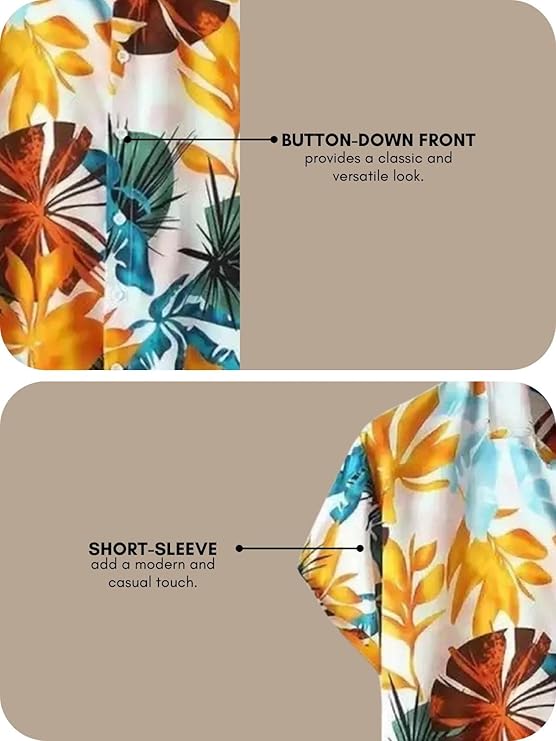 BUTTON-DOWN FRONT
provides a classic and
versatile look.
SHORT-SLEEVE
add a modern and
casual touch.